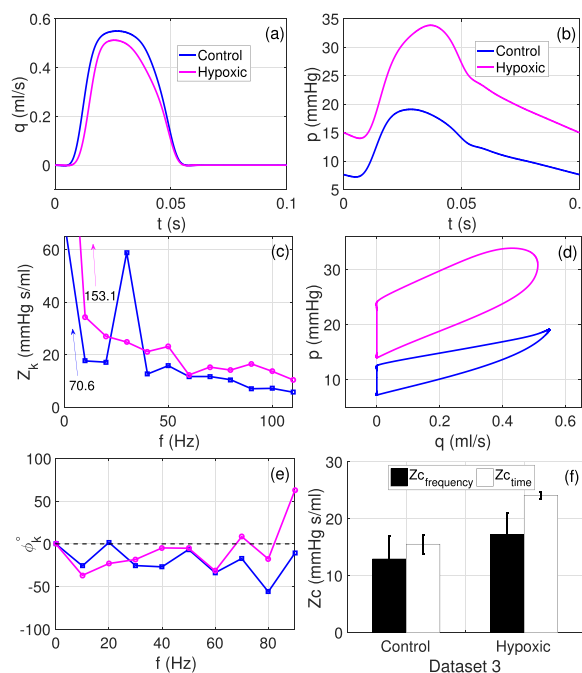 0.6
0.4
0.2
0
q (ml/s)
(a)
Control
Hypoxic
0
0.05
0.1
t (s)
35
30
25
20
15
10
5
p (mmHg)
(b)
Control
Hypoxic
0
0.05
0.
t (s)
60
40
20
0
Z_k (mmHg s/ml)
(c)
153.1
70.6
0
50
100
f (Hz)
30
20
10
p (mmHg)
(d)
0
0.2
0.4
0.6
q (ml/s)
100
50
0
-50
-100
ϕ_k°
(e)
0
20
40
60
80
f (Hz)
30
20
10
0
Zc (mmHg s/ml)
(f)
Zc_frequency Zc_time
Control Hypoxic
Dataset 3